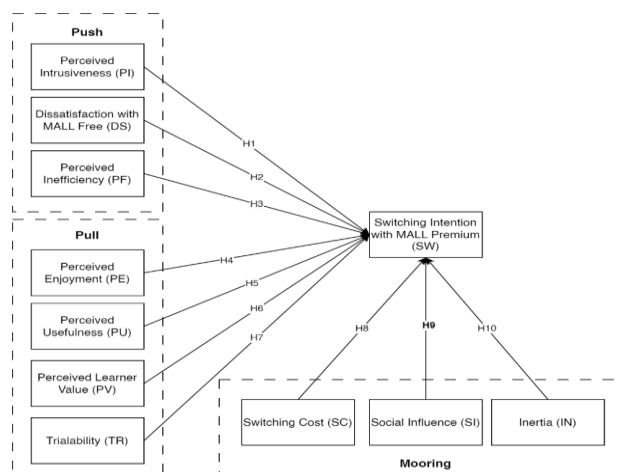 Push
Perceived
Intrusiveness (PI)
Dissatisfaction with
MALL Free (DS)
Perceived
Inefficiency (PF)
H1
H2
H3
Pull
Perceived
Enjoyment (PE)
Perceived
Usefulness (PU)
Perceived Learner
Value (PV)
Trialability (TR)
H4
H5
H6
H7
Switching Intention
with MALL Premium
(SW)
H8
H9
H10
Switching Cost (SC)
Social Influence (SI)
Inertia (IN)
Mooring